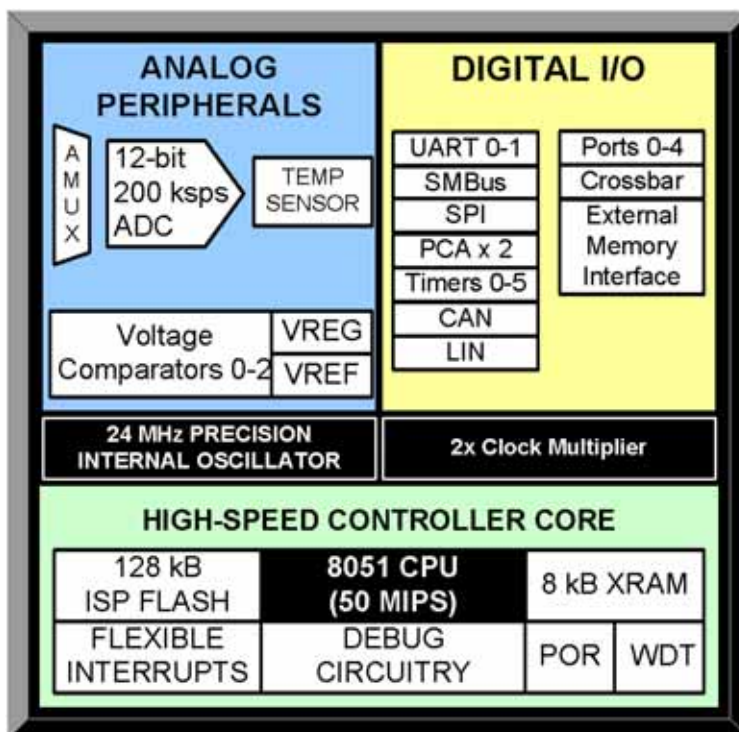 ANALOG
PERIPHERALS
A
M
U
X
12-bit
200 ksps
ADC
TEMP
SENSOR
Voltage
Comparators 0-2
VREG
VREF
DIGITAL I/O
UART 0-1
SMBus
SPI
PCA x 2
Timers 0-5
CAN
LIN
Ports 0-4
Crossbar
External
Memory
Interface
24 MHz PRECISION
INTERNAL OSCILLATOR
2x Clock Multiplier
HIGH-SPEED CONTROLLER CORE
128 kB
ISP FLASH
8051 CPU
(50 MIPS)
8 kB XRAM
FLEXIBLE
INTERRUPTS
DEBUG
CIRCUITRY
POR
WDT